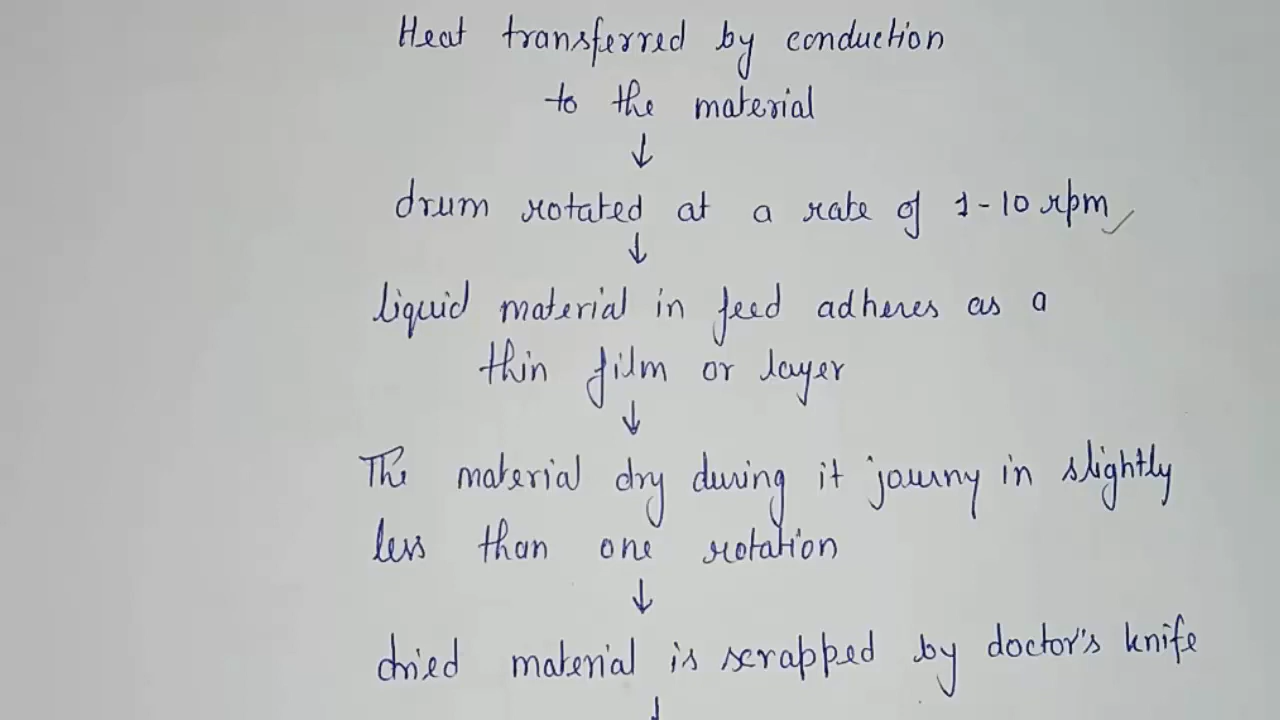 Heat transferred by conduction
to the material
↓
drum rotated at a rate of 1-10 rpm
↓
liquid material in feed adheres as a
thin film or layer
↓
The material dry during it journy in slightly
less than one rotation
↓
dried material is scrapped by doctor's knife
↓